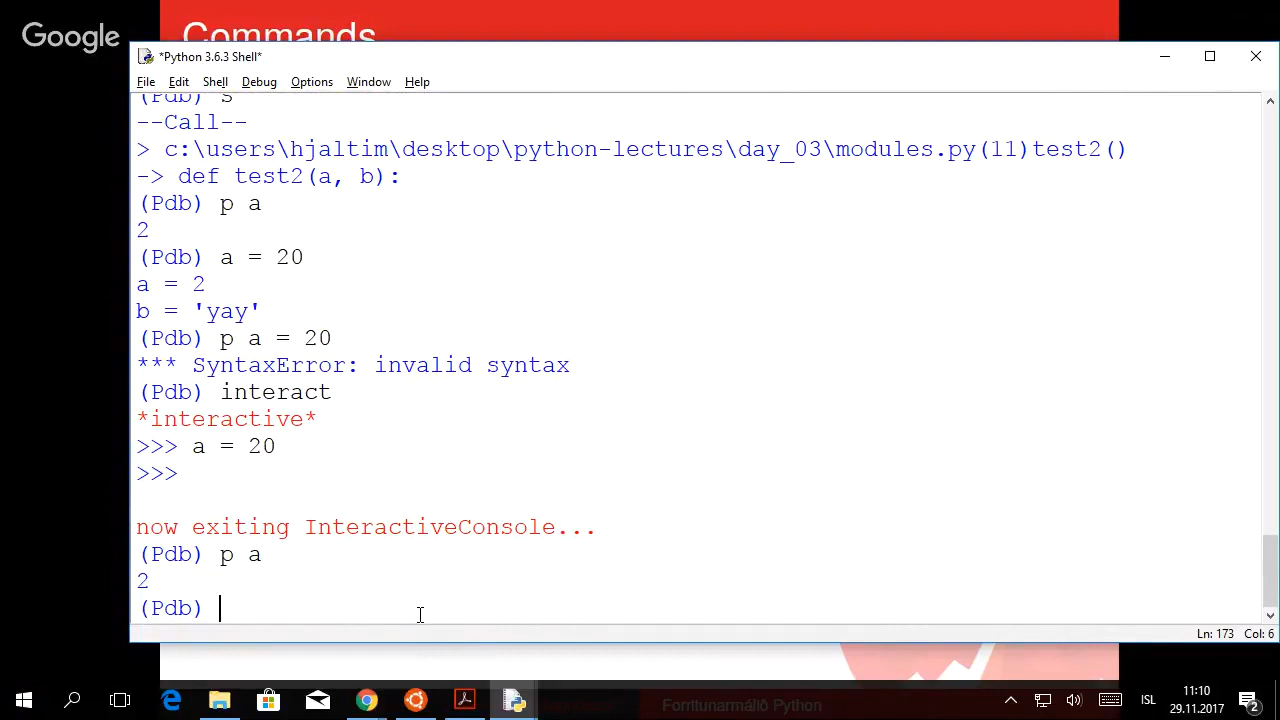 Google
Commands
*Python 3.6.3 Shell*
File Edit Shell Debug Options Window Help
(Pdb) s
--Call--
> c:\users\hjaltim\desktop\python-lectures\day_03\modules.py(11)test2()
-> def test2(a, b):
(Pdb) p a
2
(Pdb) a = 20
a = 2
b = 'yay'
(Pdb) p a = 20
*** SyntaxError: invalid syntax
(Pdb) interact
*interactive*
>>> a = 20
>>>
now exiting InteractiveConsole...
(Pdb) p a
2
(Pdb)
Ln: 173 Col: 6
Forritunarmálið Python
ISL
11:10
29.11.2017
2